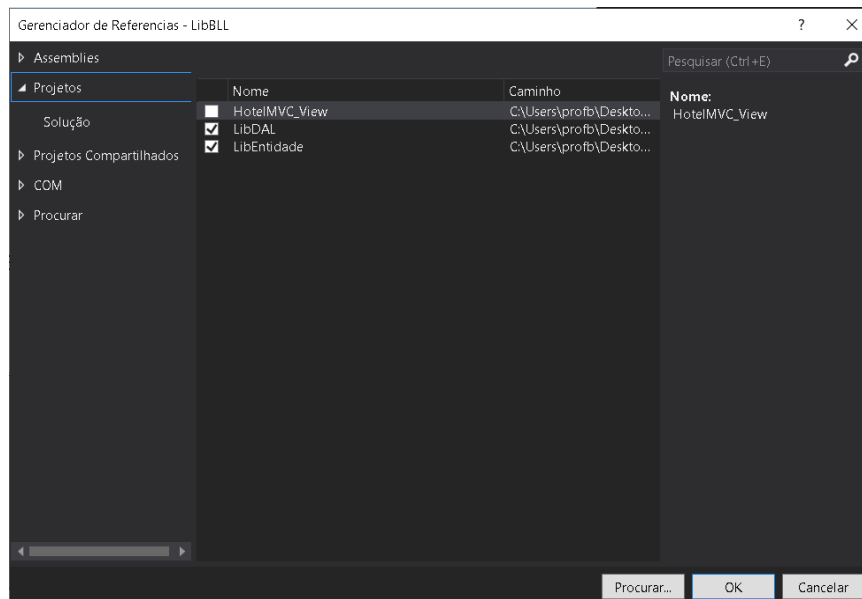 Gerenciador de Referencias - LibBLL
?
Assemblies
Projetos
Solução
Projetos Compartilhados
COM
Procurar
Nome Caminho
HotelMVC_View C:\Users\profb\Deskto...
LibDAL C:\Users\profb\Deskto...
LibEntidade C:\Users\profb\Deskto...
Pesquisar (Ctrl+E)
Nome:
HotelMVC_View
Procurar... OK Cancelar